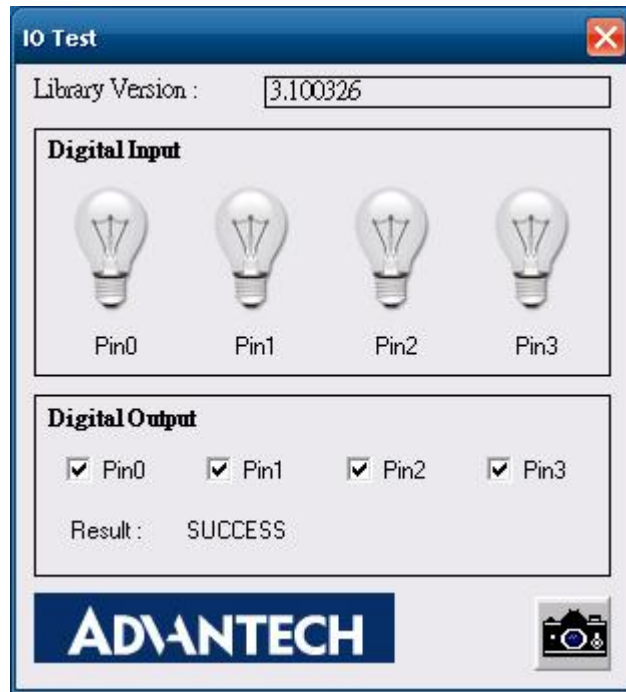 IO Test
Library Version : 3.100326
Digital Input
Pin0 Pin1 Pin2 Pin3
Digital Output
Pin0 Pin1 Pin2 Pin3
Result : SUCCESS
ADVANTECH